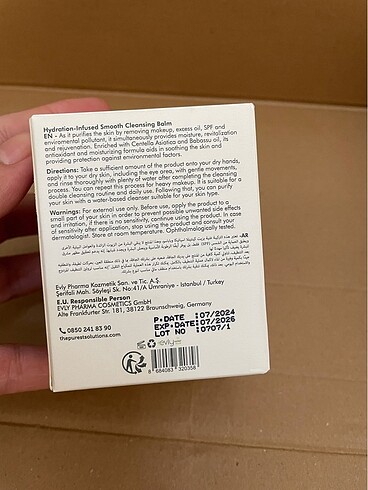 Hydration-Infused Smooth Cleansing Balm
EN - As it purifies the skin by removing makeup, excess oil, SPF and
enviromental pollutant, it simultaneously provides moisture, revitalization
and rejuvenation. Enriched with Centella Asiatica and Babassu oil, its
antioxidant and moisturizing formula aids in soothing the skin and
providing protection against environmental factors.
Directions: Take a sufficient amount of the product onto your dry hands,
apply it to your dry skin, including the eye area, with gentle movements,
and rinse thoroughly with plenty of water after completing the cleansing
process. You can repeat this process for heavy makeup. It is suitable for a
double cleansing routine and daily use. Following that, you can purify
your skin with a water-based cleanser suitable for your skin type.
Warnings: For external use only. Before use, apply the product to a
small part of your skin in order to prevent possible unwanted side effects
and irritation. If there is no sensitivity, continue using the product. In case
of sensitivity after application, stop using the product and consult a
dermatologist. Store at room temperature. Ophthalmologically tested.
Evly Pharma Kozmetik San. ve Tic. A.Ş.
Şerifali Mah. Söyleşi Sk. No:41/A Ümraniye - Istanbul / Turkey
E.U. Responsible Person
EVLY PHARMA COSMETICS GmbH
Alte Frankfurter Str. 181, 38122 Braunschweig, Germany
0850 241 83 90
thepurestsolutions.com
P.DATE :07/2024
EXP.DATE:07/2026
LOT NO :0707/1
evly
8 684083 320358